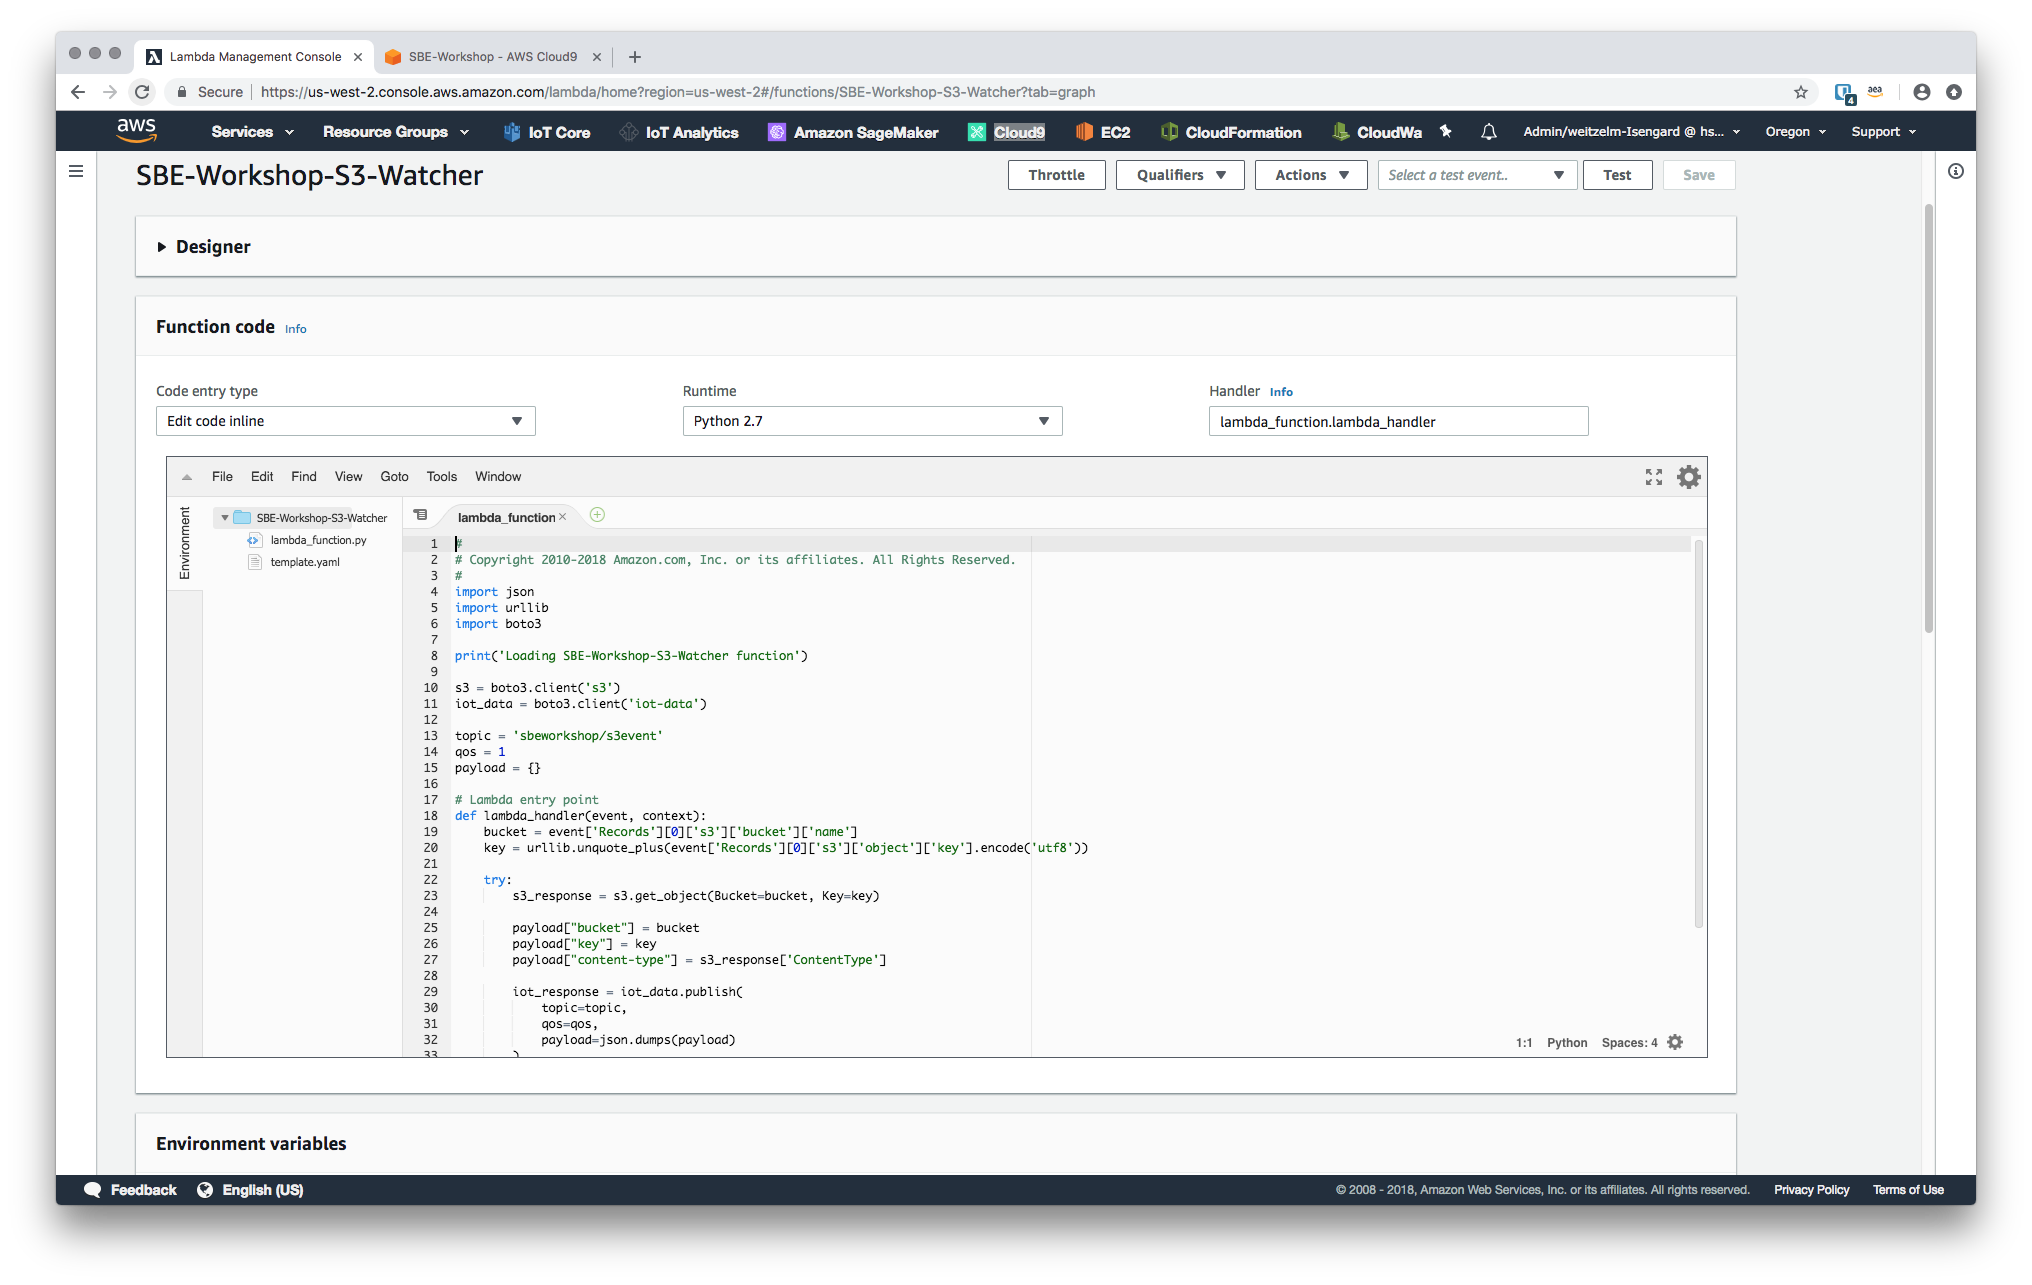 Lambda Management Console
SBE-Workshop - AWS Cloud9
Secure https://us-west-2.console.aws.amazon.com/lambda/home?region=us-west-2#/functions/SBE-Workshop-S3-Watcher?tab=graph
4
aea
aws Services Resource Groups IoT Core IoT Analytics Amazon SageMaker Cloud9 EC2 CloudFormation CloudWa Admin/weitzelm-Isengard @ hs... Oregon Support
SBE-Workshop-S3-Watcher
Throttle Qualifiers Actions Select a test event.. Test Save
Designer
Function code Info
Code entry type Runtime Handler Info
Edit code inline Python 2.7 lambda_function.lambda_handler
File Edit Find View Goto Tools Window
Environment
SBE-Workshop-S3-Watcher
lambda_function.py
template.yaml
lambda_function
1 #
2 # Copyright 2010-2018 Amazon.com, Inc. or its affiliates. All Rights Reserved.
3 #
4 import json
5 import urllib
6 import boto3
7
8 print('Loading SBE-Workshop-S3-Watcher function')
9
10 s3 = boto3.client('s3')
11 iot_data = boto3.client('iot-data')
12
13 topic = 'sbeworkshop/s3event'
14 qos = 1
15 payload = {}
16
17 # Lambda entry point
18 def lambda_handler(event, context):
19 bucket = event['Records'][0]['s3']['bucket']['name']
20 key = urllib.unquote_plus(event['Records'][0]['s3']['object']['key'].encode('utf8'))
21
22 try:
23 s3_response = s3.get_object(Bucket=bucket, Key=key)
24
25 payload["bucket"] = bucket
26 payload["key"] = key
27 payload["content-type"] = s3_response['ContentType']
28
29 iot_response = iot_data.publish(
30 topic=topic,
31 qos=qos,
32 payload=json.dumps(payload)
33 )
1:1 Python Spaces: 4
Environment variables
Feedback English (US)
© 2008 - 2018, Amazon Web Services, Inc. or its affiliates. All rights reserved. Privacy Policy Terms of Use